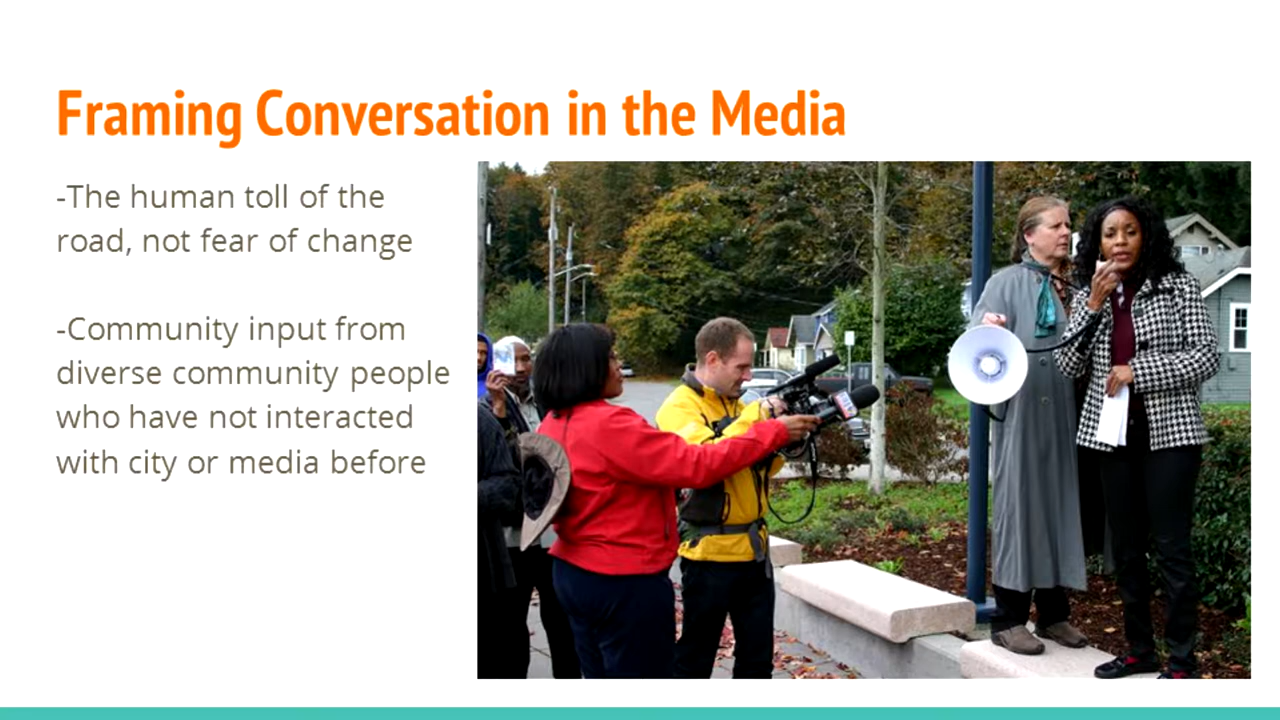 Framing Conversation in the Media
-The human toll of the
road, not fear of change
-Community input from
diverse community people
who have not interacted
with city or media before